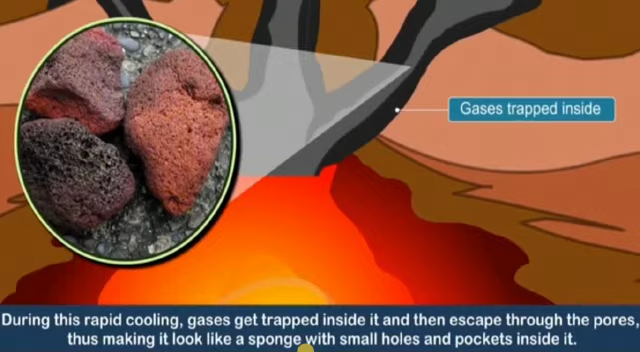 Gases trapped inside
During this rapid cooling, gases get trapped inside it and then escape through the pores,
thus making it look like a sponge with small holes and pockets inside it.